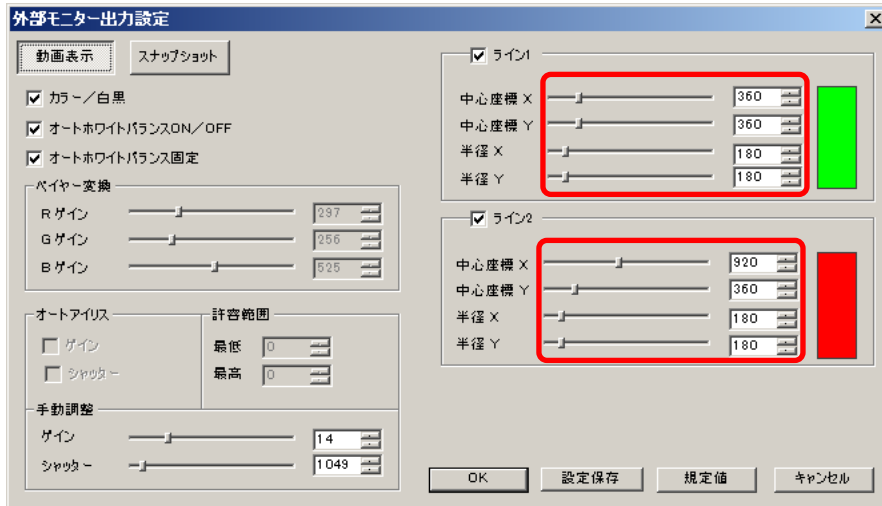 外部モニター出力設定
動画表示
スナップショット
カラー／白黒
オートホワイトバランスON／OFF
オートホワイトバランス固定
ベイヤー変換
Rゲイン 297
Gゲイン 256
Bゲイン 525
オートアイリス
ゲイン
シャッター
許容範囲
最低 0
最高 0
手動調整
ゲイン 14
シャッター 1049
ライン1
中心座標 X 360
中心座標 Y 360
半径 X 180
半径 Y 180
ライン2
中心座標 X 920
中心座標 Y 360
半径 X 180
半径 Y 180
OK
設定保存
規定値
キャンセル